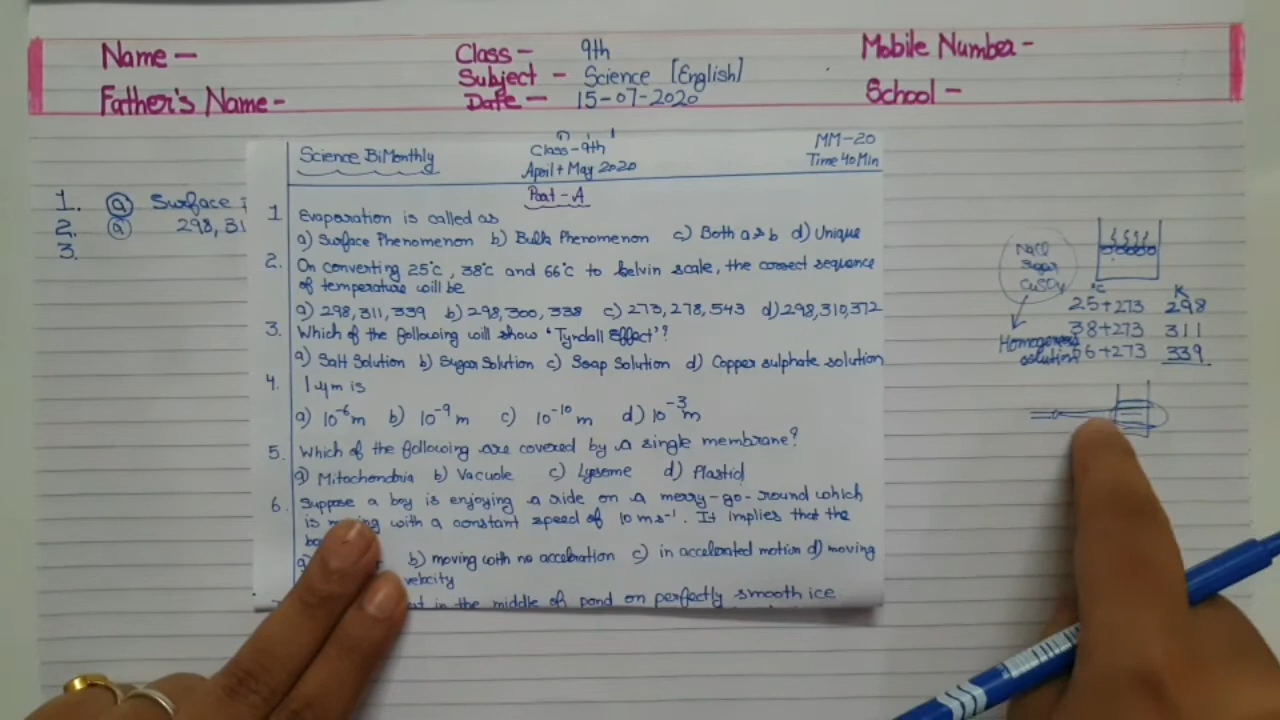 Name -
Class - 9th
Mobile Number -
Subject - Science [English]
Father's Name -
Date - 15-07-2020
School -
Science BiMonthly
Class-9th
MM-20
April + May 2020
Time 40 Min
Part - A
1. (a) Surface
2. (a) 298, 31
3.
1 Evaporation is called as
a) Surface Phenomenon b) Bulk Phenomenon c) Both a & b d) Unique
2. On converting 25°C, 38°C and 66°C to kelvin scale, the correct sequence
of temperature will be
a) 298,311,339 b) 298,300,338 c) 273,278,543 d) 298,310,372
3. Which of the following will show 'Tyndall Effect'?
a) Salt Solution b) Sugar Solution c) Soap Solution d) Copper sulphate solution
4. 1 μm is
a) 10⁻⁶m b) 10⁻⁹ m c) 10⁻¹⁰ m d) 10⁻³ m
5. Which of the following are covered by a single membrane?
a) Mitochondria b) Vacuole c) Lysosome d) Plastid
6. Suppose a boy is enjoying a ride on a merry-go-round which
is moving with a constant speed of 10 ms⁻¹. It implies that the
b) moving with no acceleration c) in accelerated motion d) moving
velocity
in the middle of pond on perfectly smooth ice
NaCl
Sugar
CuSO4
Homogeneous
solution
°C K
25+273 298
38+273 311
66+273 339